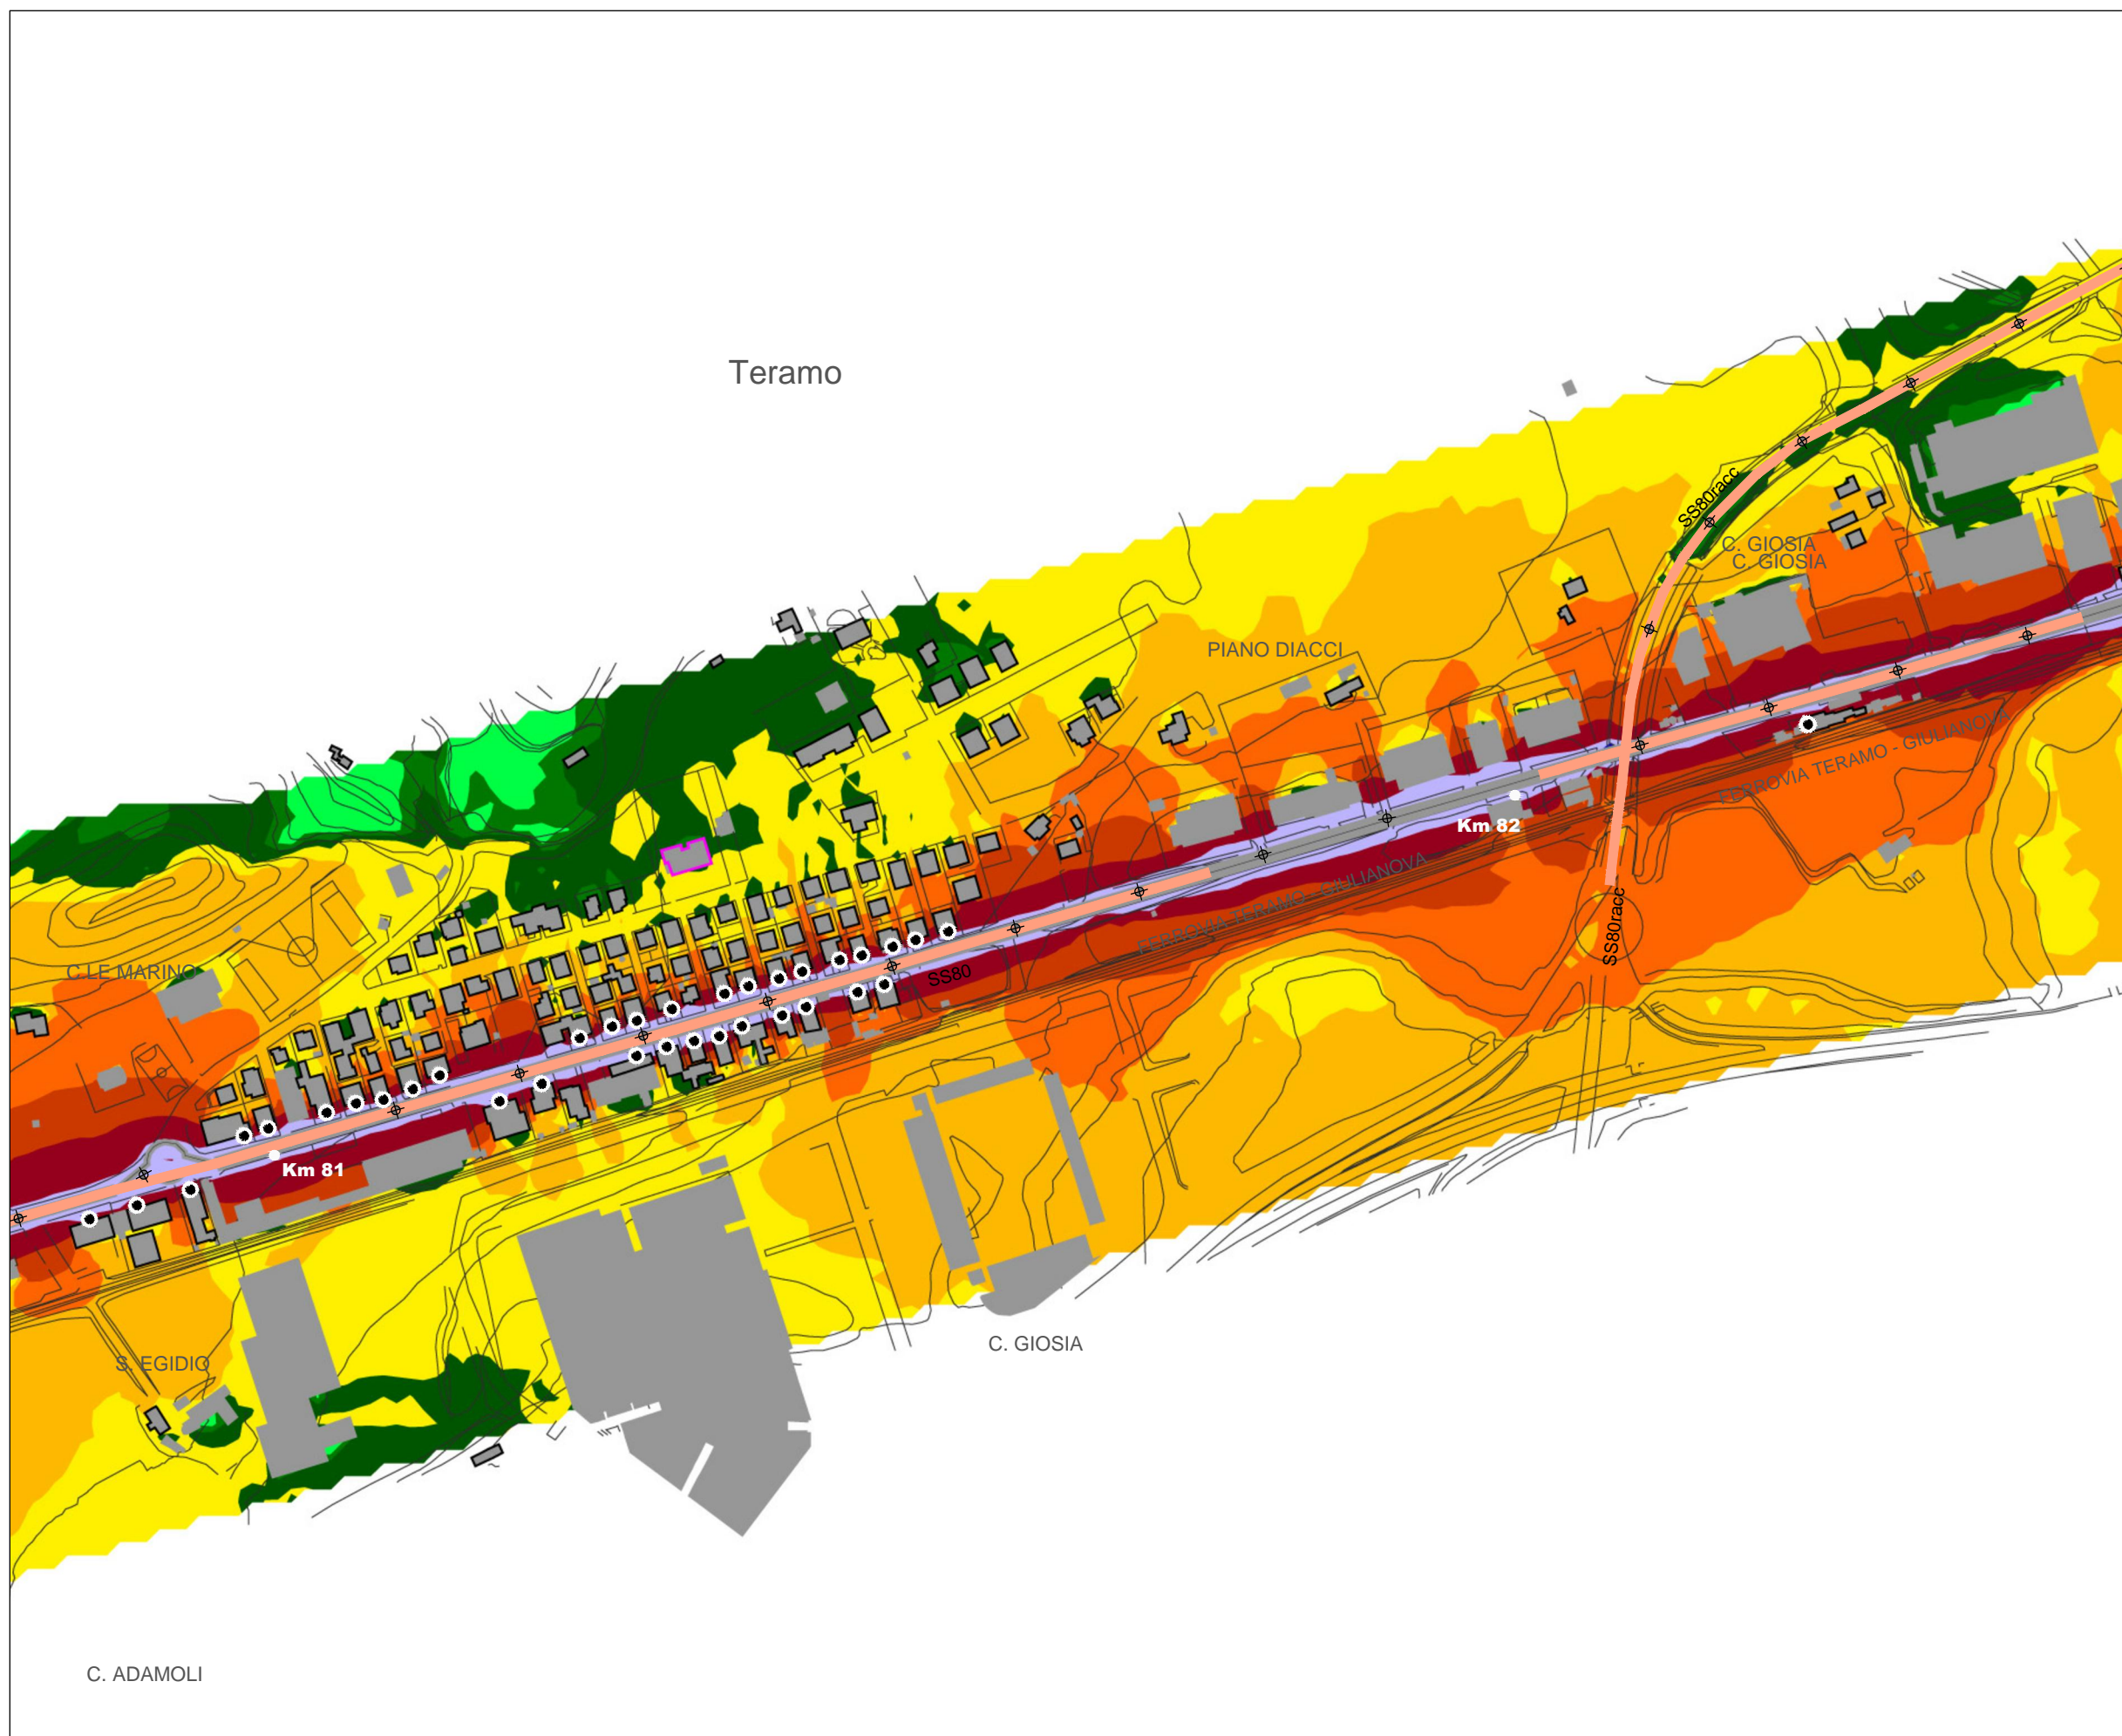 Teramo
SS80racc
C. GIOSIA
C. GIOSIA
PIANO DIACCI
FERROVIA TERAMO - GIULIANOVA
Km 82
FERROVIA TERAMO - GIULIANOVA
SS80racc
C.LE MARINO
SS80
Km 81
C. GIOSIA
S. EGIDIO
C. ADAMOLI